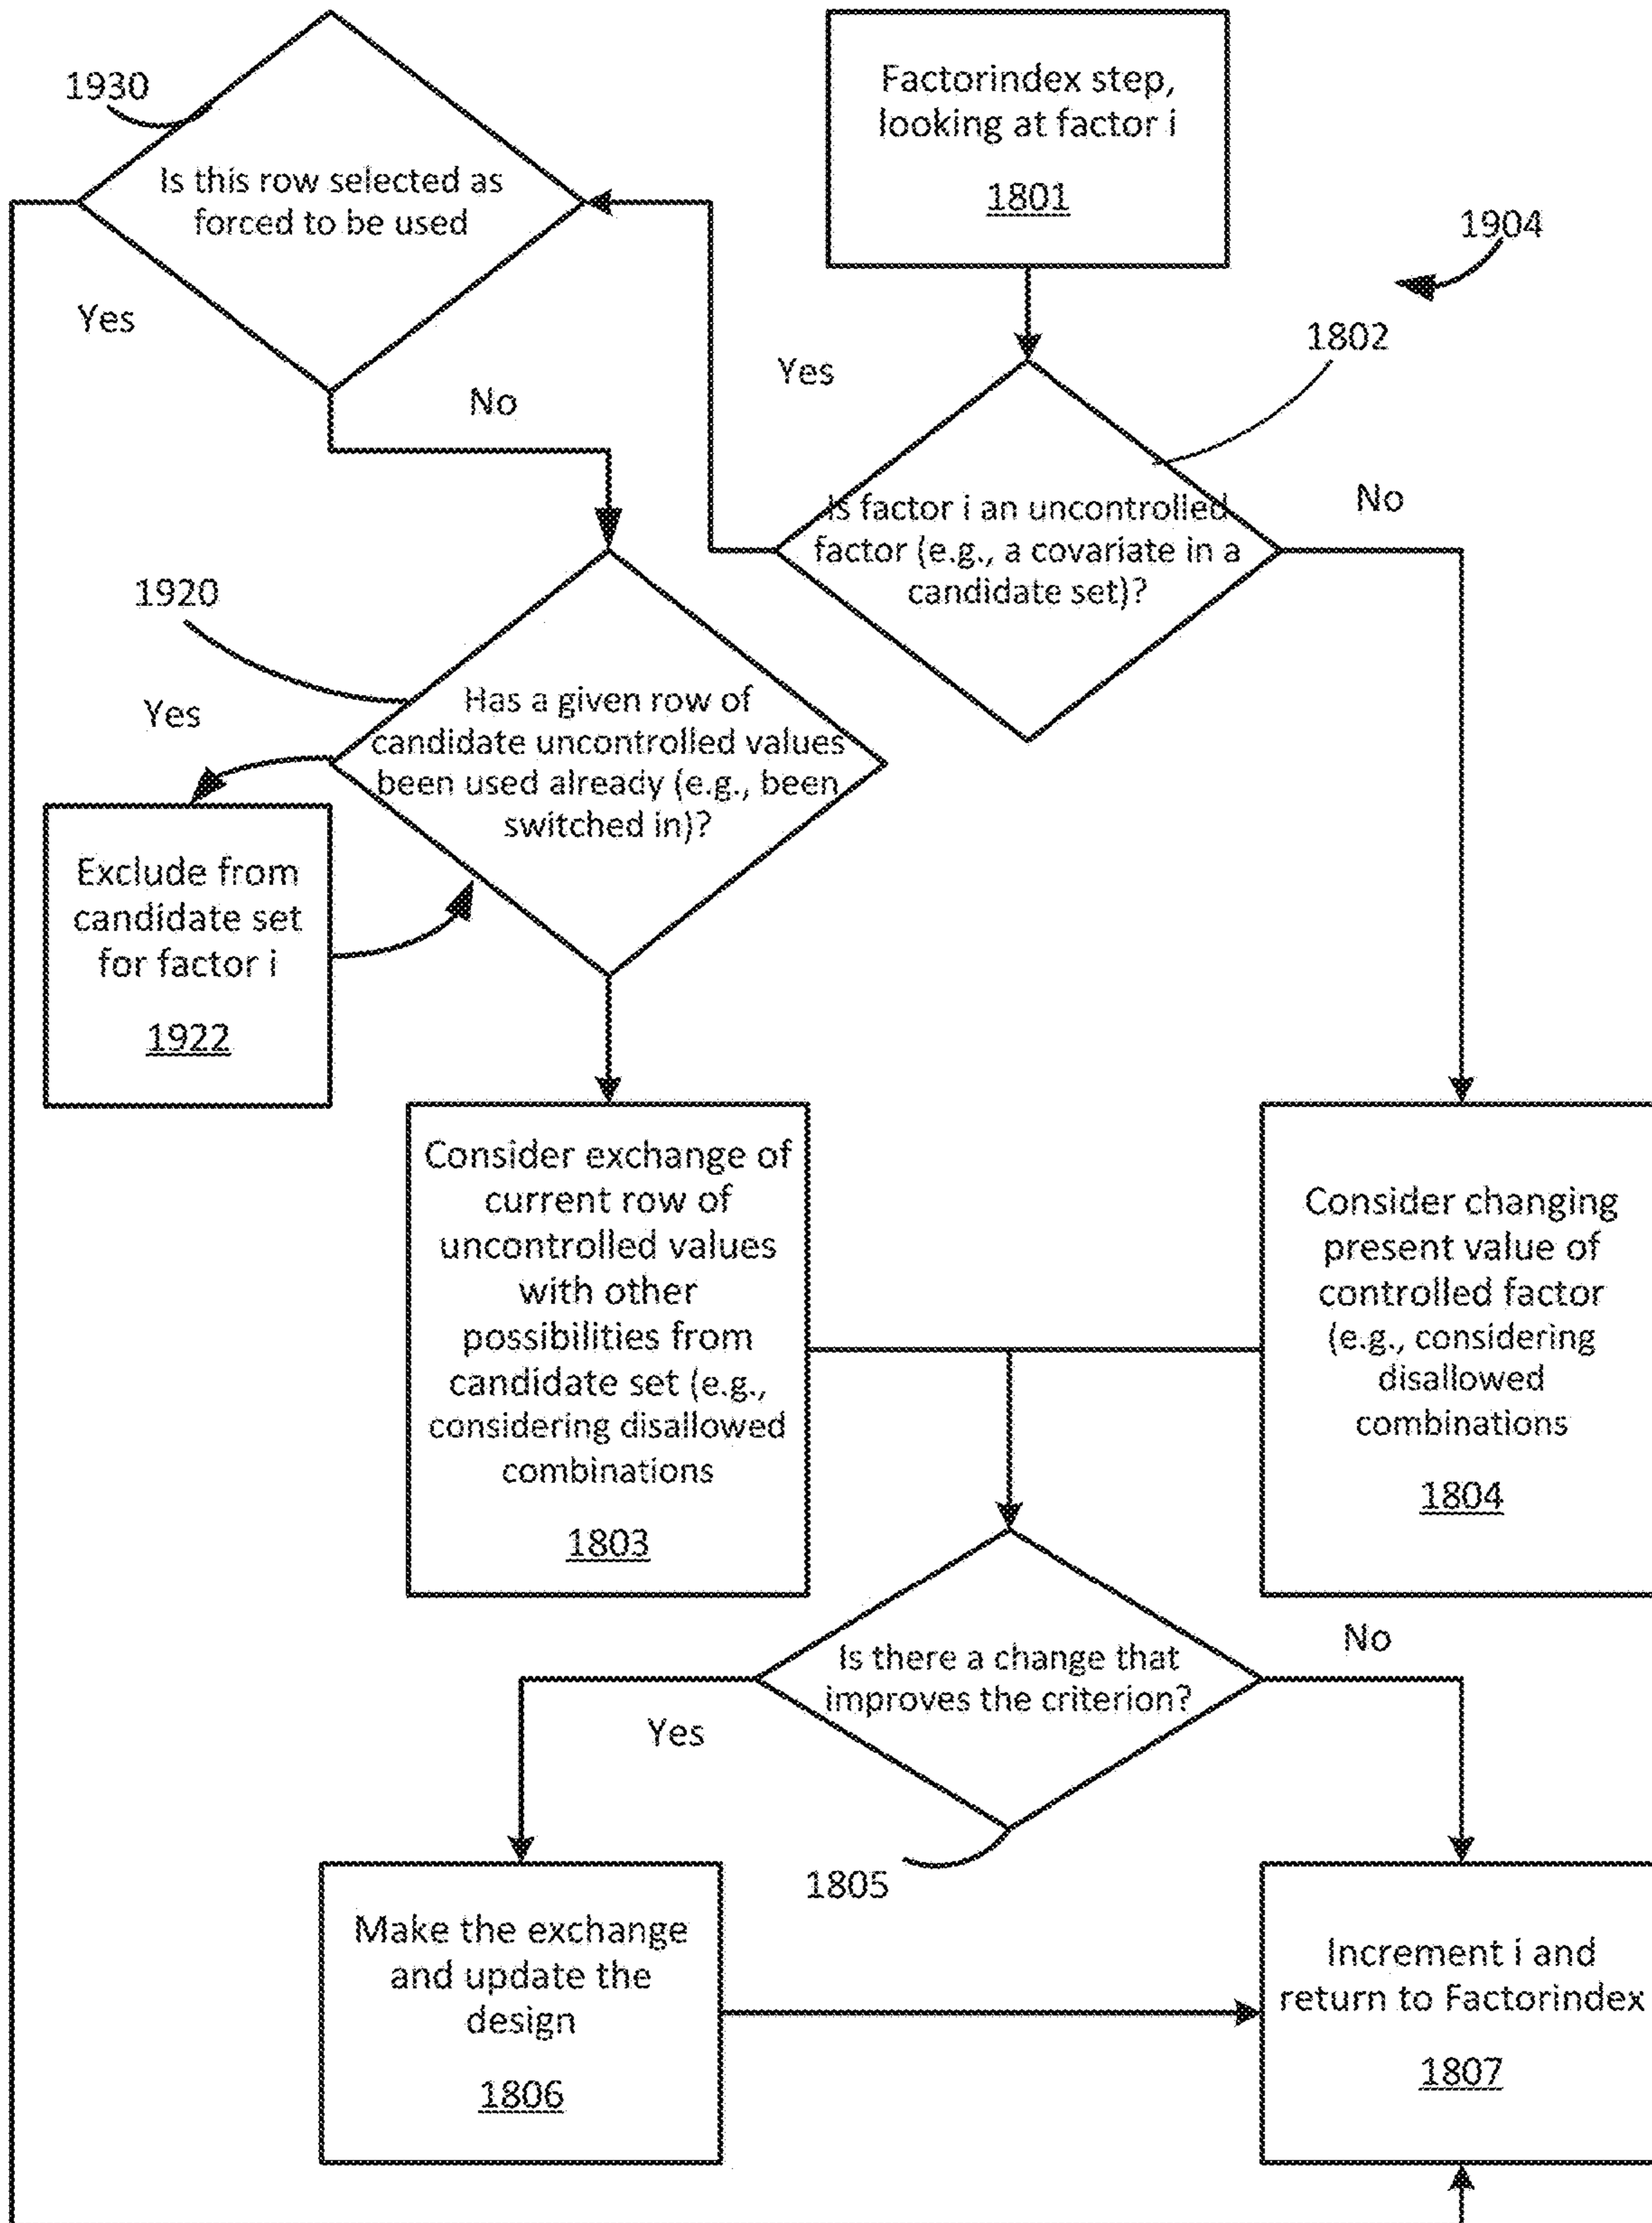 1930
Is this row selected as
forced to be used
Yes
No
Factorindex step,
looking at factor i
1801
1904
1802
Yes
Is factor i an uncontrolled
factor (e.g., a covariate in a
candidate set)?
No
1920
Yes
Has a given row of
candidate uncontrolled values
been used already (e.g., been
switched in)?
Exclude from
candidate set
for factor i
1922
Consider exchange of
current row of
uncontrolled values
with other
possibilities from
candidate set (e.g.,
considering disallowed
combinations
1803
Consider changing
present value of
controlled factor
(e.g., considering
disallowed
combinations
1804
Is there a change that
improves the criterion?
No
Yes
1805
Make the exchange
and update the
design
1806
Increment i and
return to Factorindex
1807